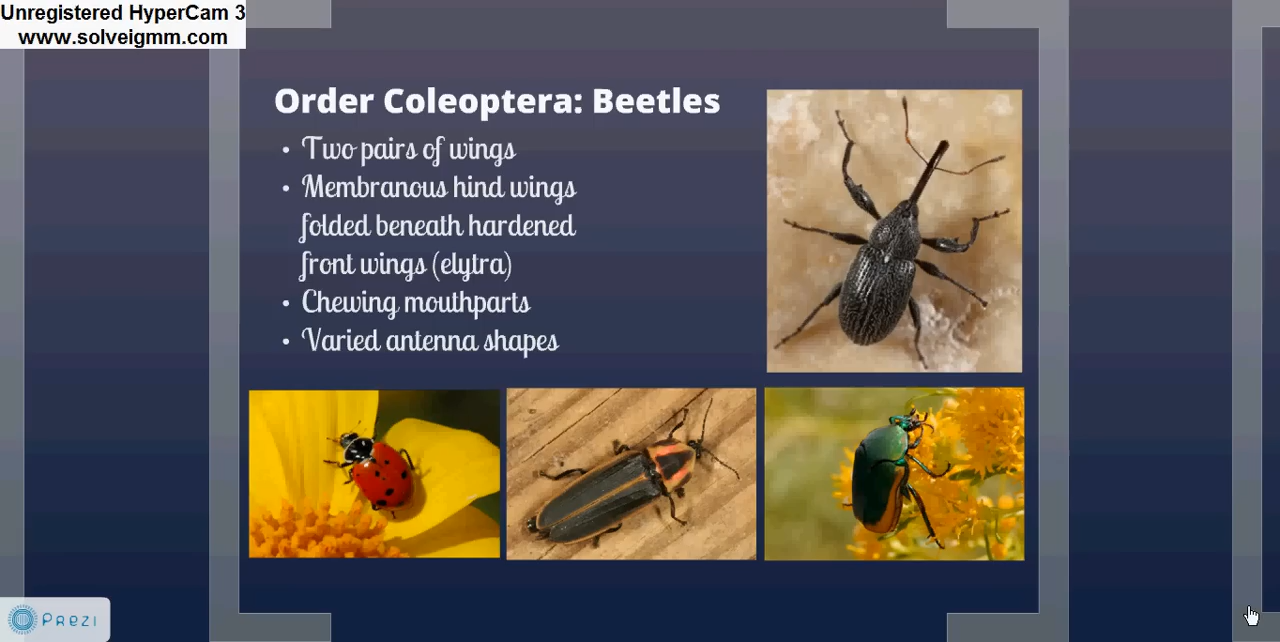 Unregistered HyperCam 3
www.solveigmm.com
Order Coleoptera: Beetles
• Two pairs of wings
• Membranous hind wings
folded beneath hardened
front wings (elytra)
• Chewing mouthparts
• Varied antenna shapes
PREZI